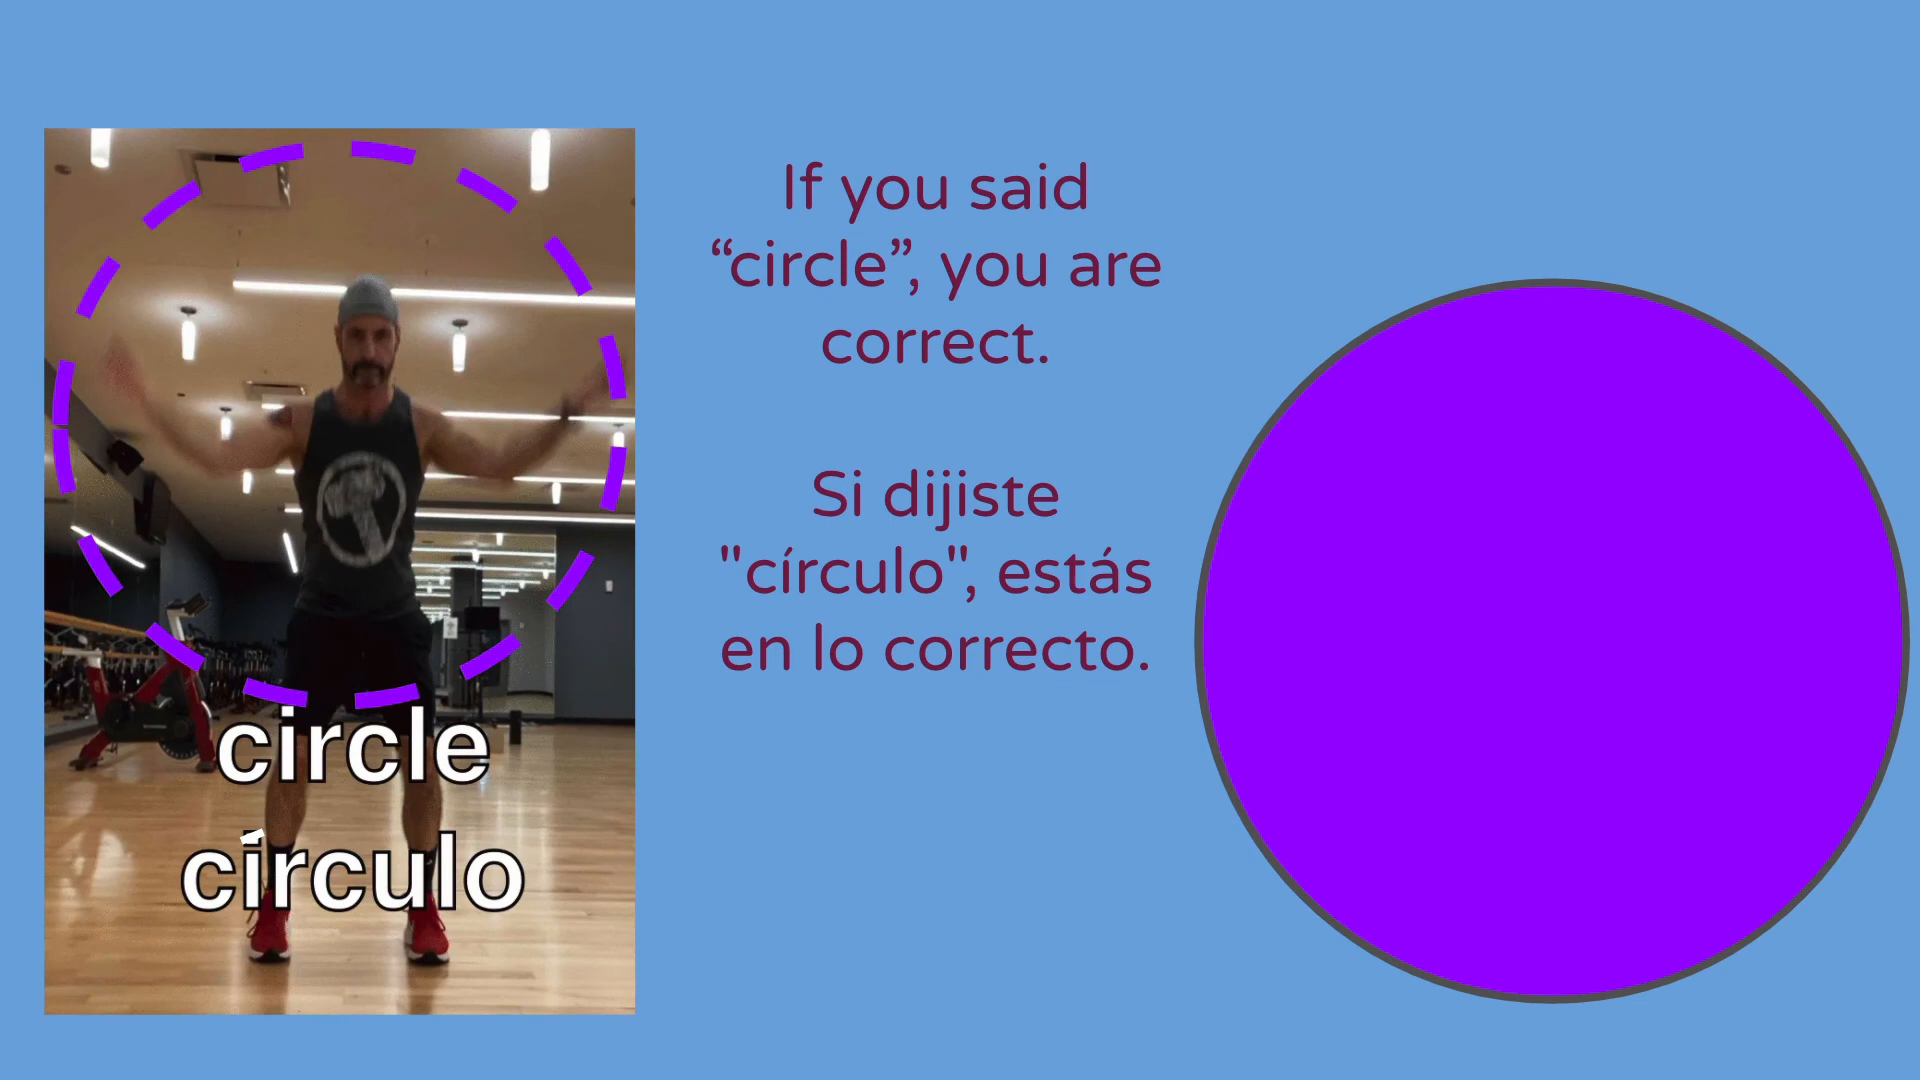 circle
círculo
If you said
“circle”, you are
correct.
Si dijiste
"círculo", estás
en lo correcto.